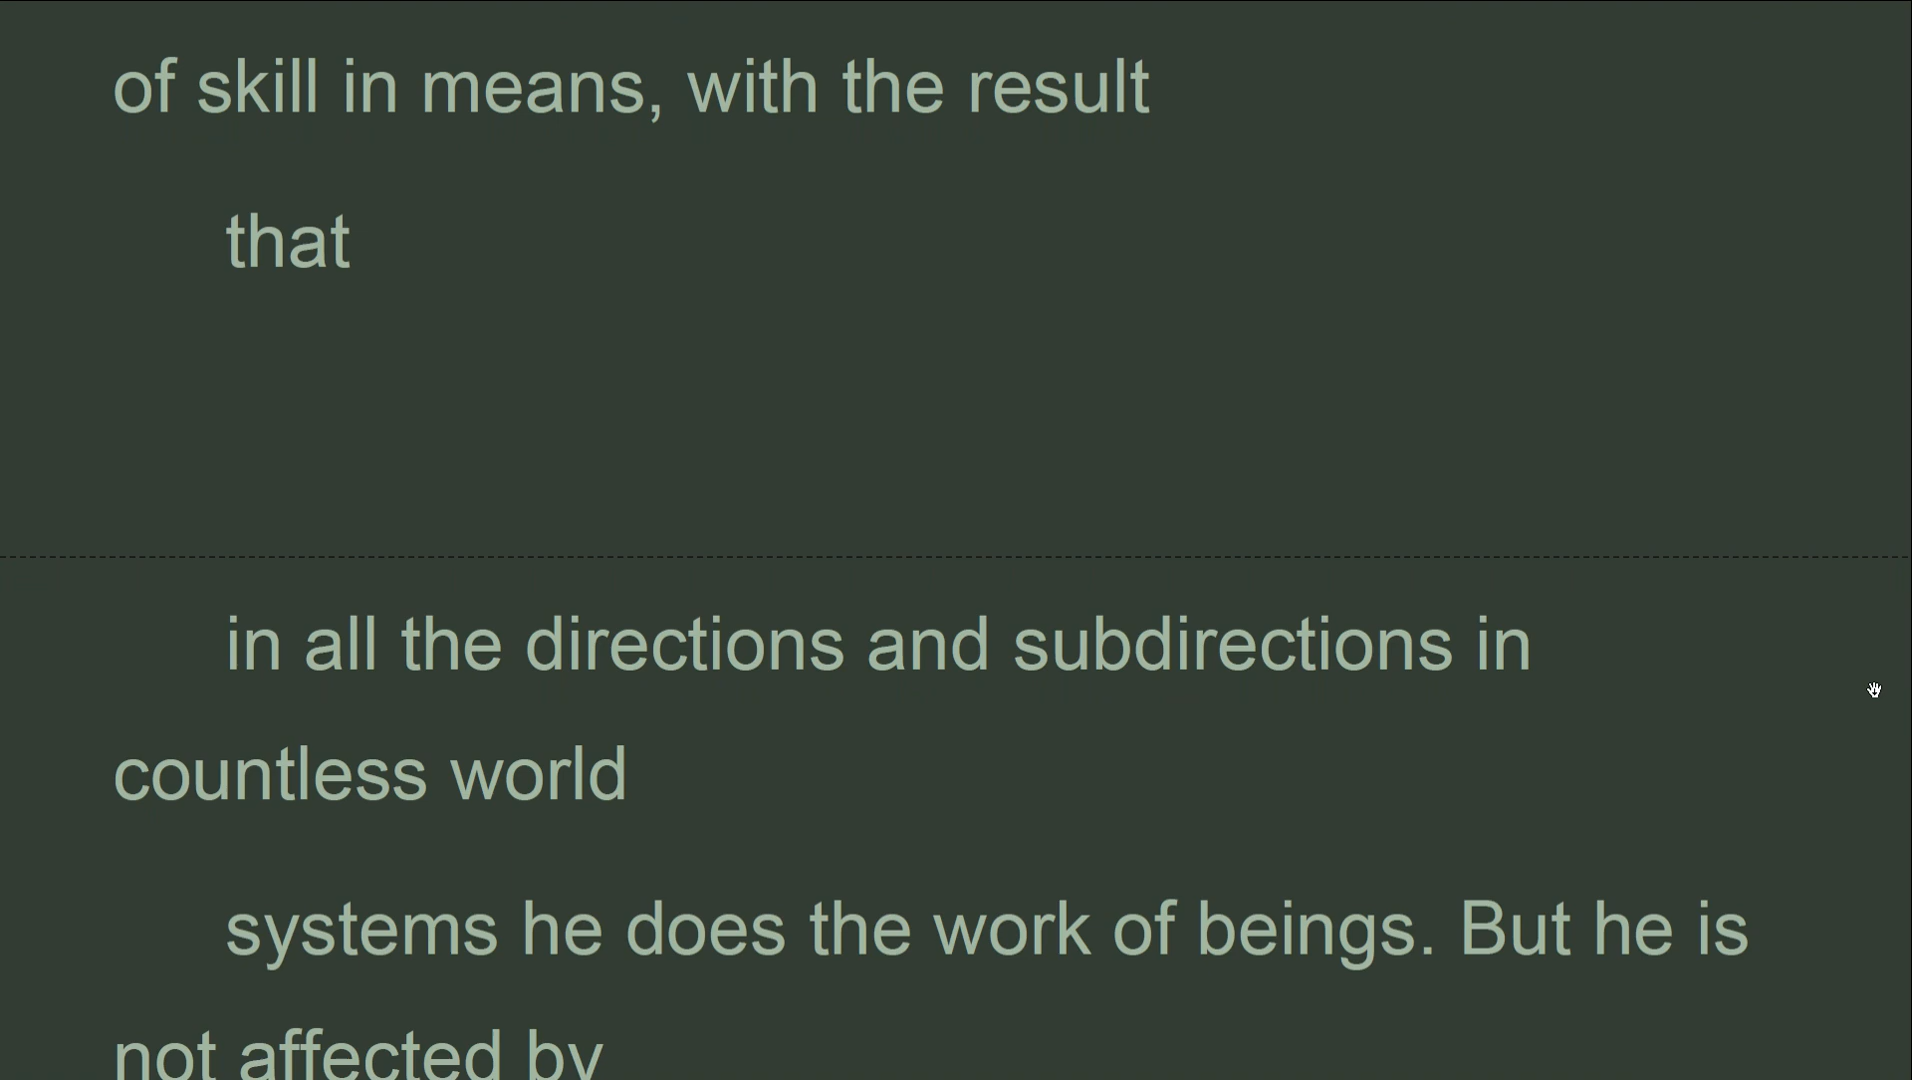 of skill in means, with the result
that
in all the directions and subdirections in
countless world
systems he does the work of beings. But he is
not affected by